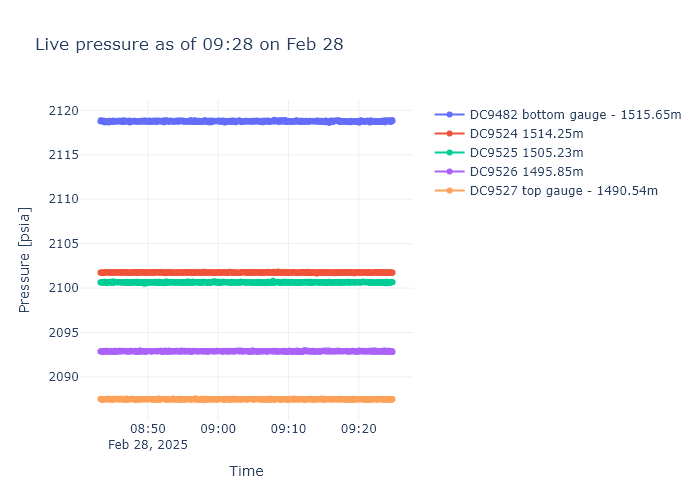 Live pressure as of 09:28 on Feb 28
2120
2115
2110
2105
2100
2095
2090
Pressure [psia]
08:50
09:00
09:10
09:20
Feb 28, 2025
Time
DC9482 bottom gauge - 1515.65m
DC9524 1514.25m
DC9525 1505.23m
DC9526 1495.85m
DC9527 top gauge - 1490.54m